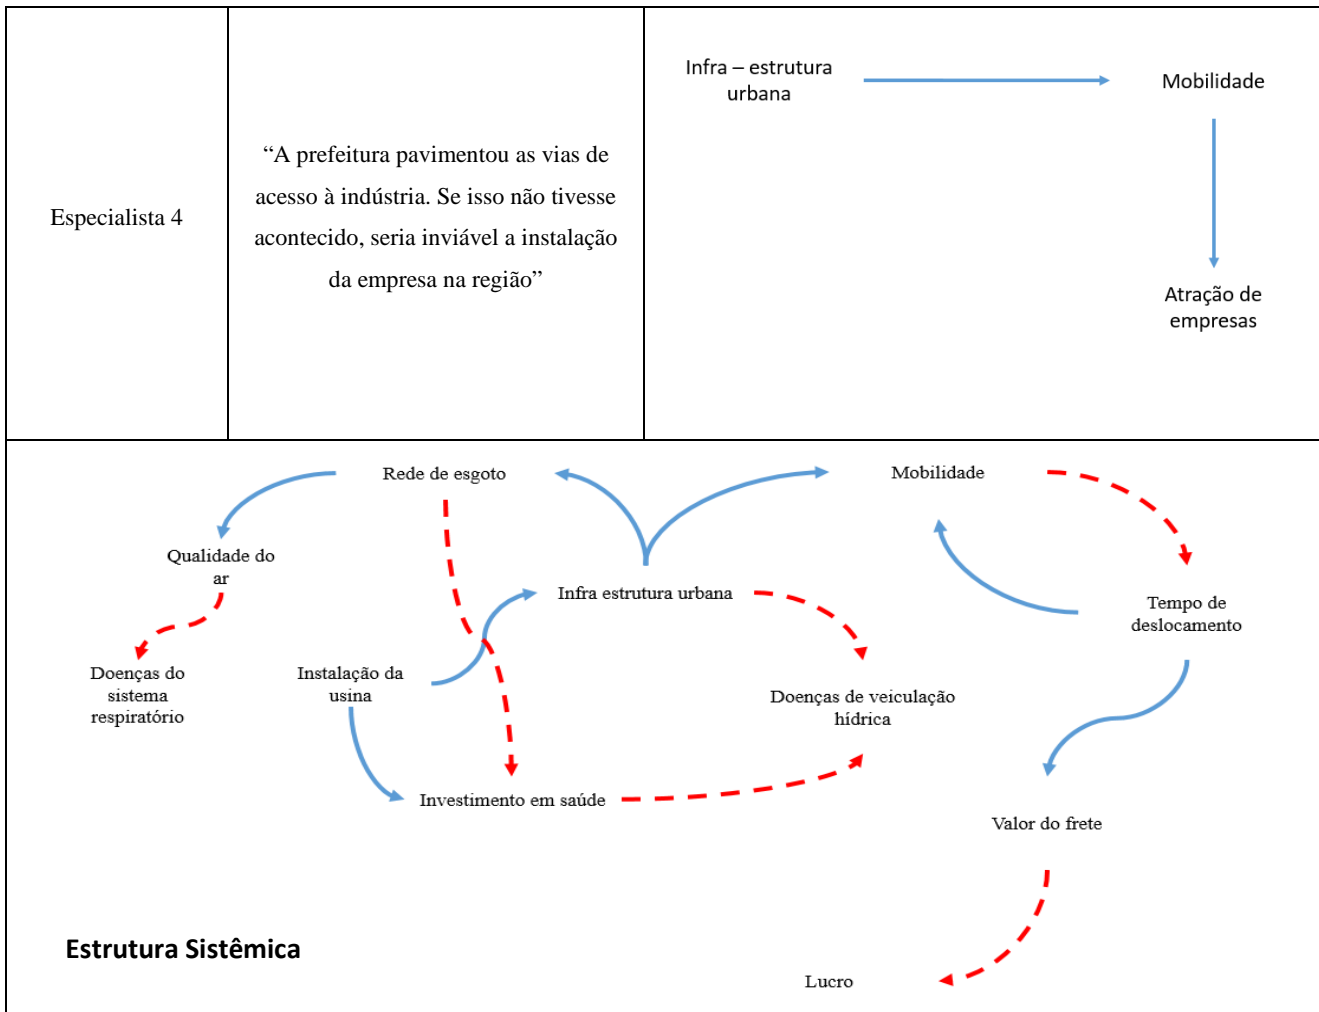 Especialista 4
“A prefeitura pavimentou as vias de
acesso à indústria. Se isso não tivesse
acontecido, seria inviável a instalação
da empresa na região”
Infra – estrutura
urbana
Mobilidade
Atração de
empresas
Rede de esgoto
Mobilidade
Qualidade do
ar
Infra estrutura urbana
Tempo de
deslocamento
Doenças do
sistema
respiratório
Instalação da
usina
Doenças de veiculação
hídrica
Investimento em saúde
Valor do frete
Estrutura Sistêmica
Lucro